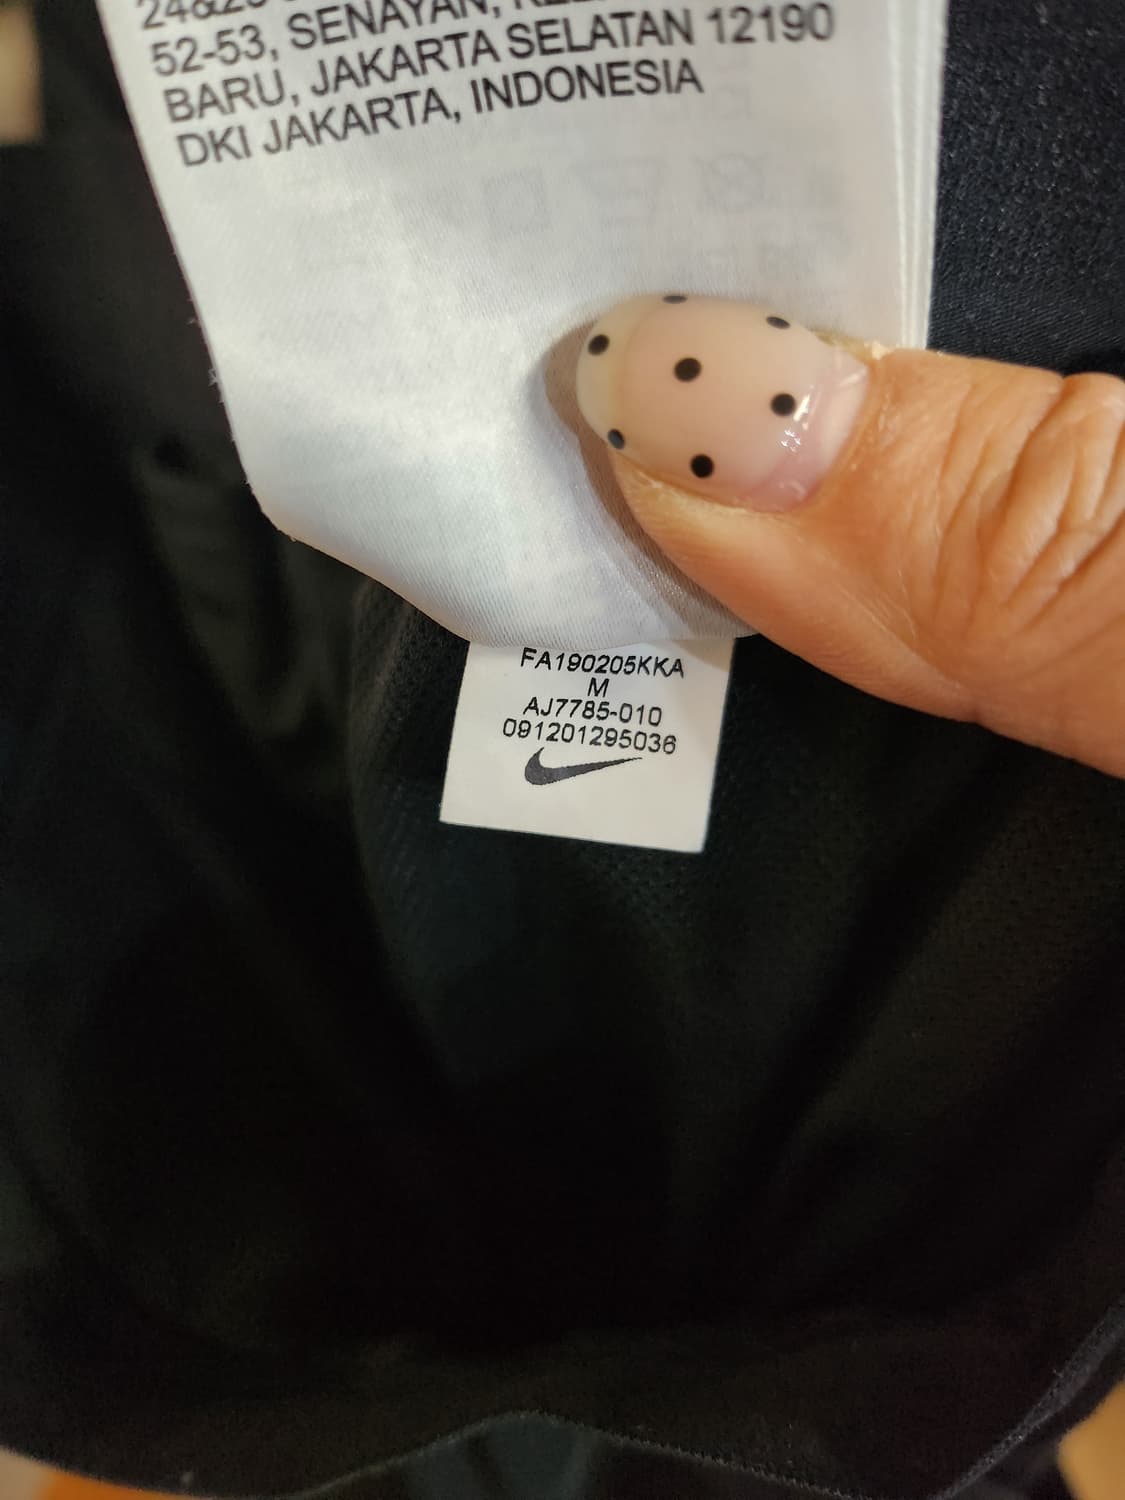 52-53, SENAYAN,
BARU, JAKARTA SELATAN 12190
DKI JAKARTA, INDONESIA
FA190205KKA
M
AJ7785-010
091201295036